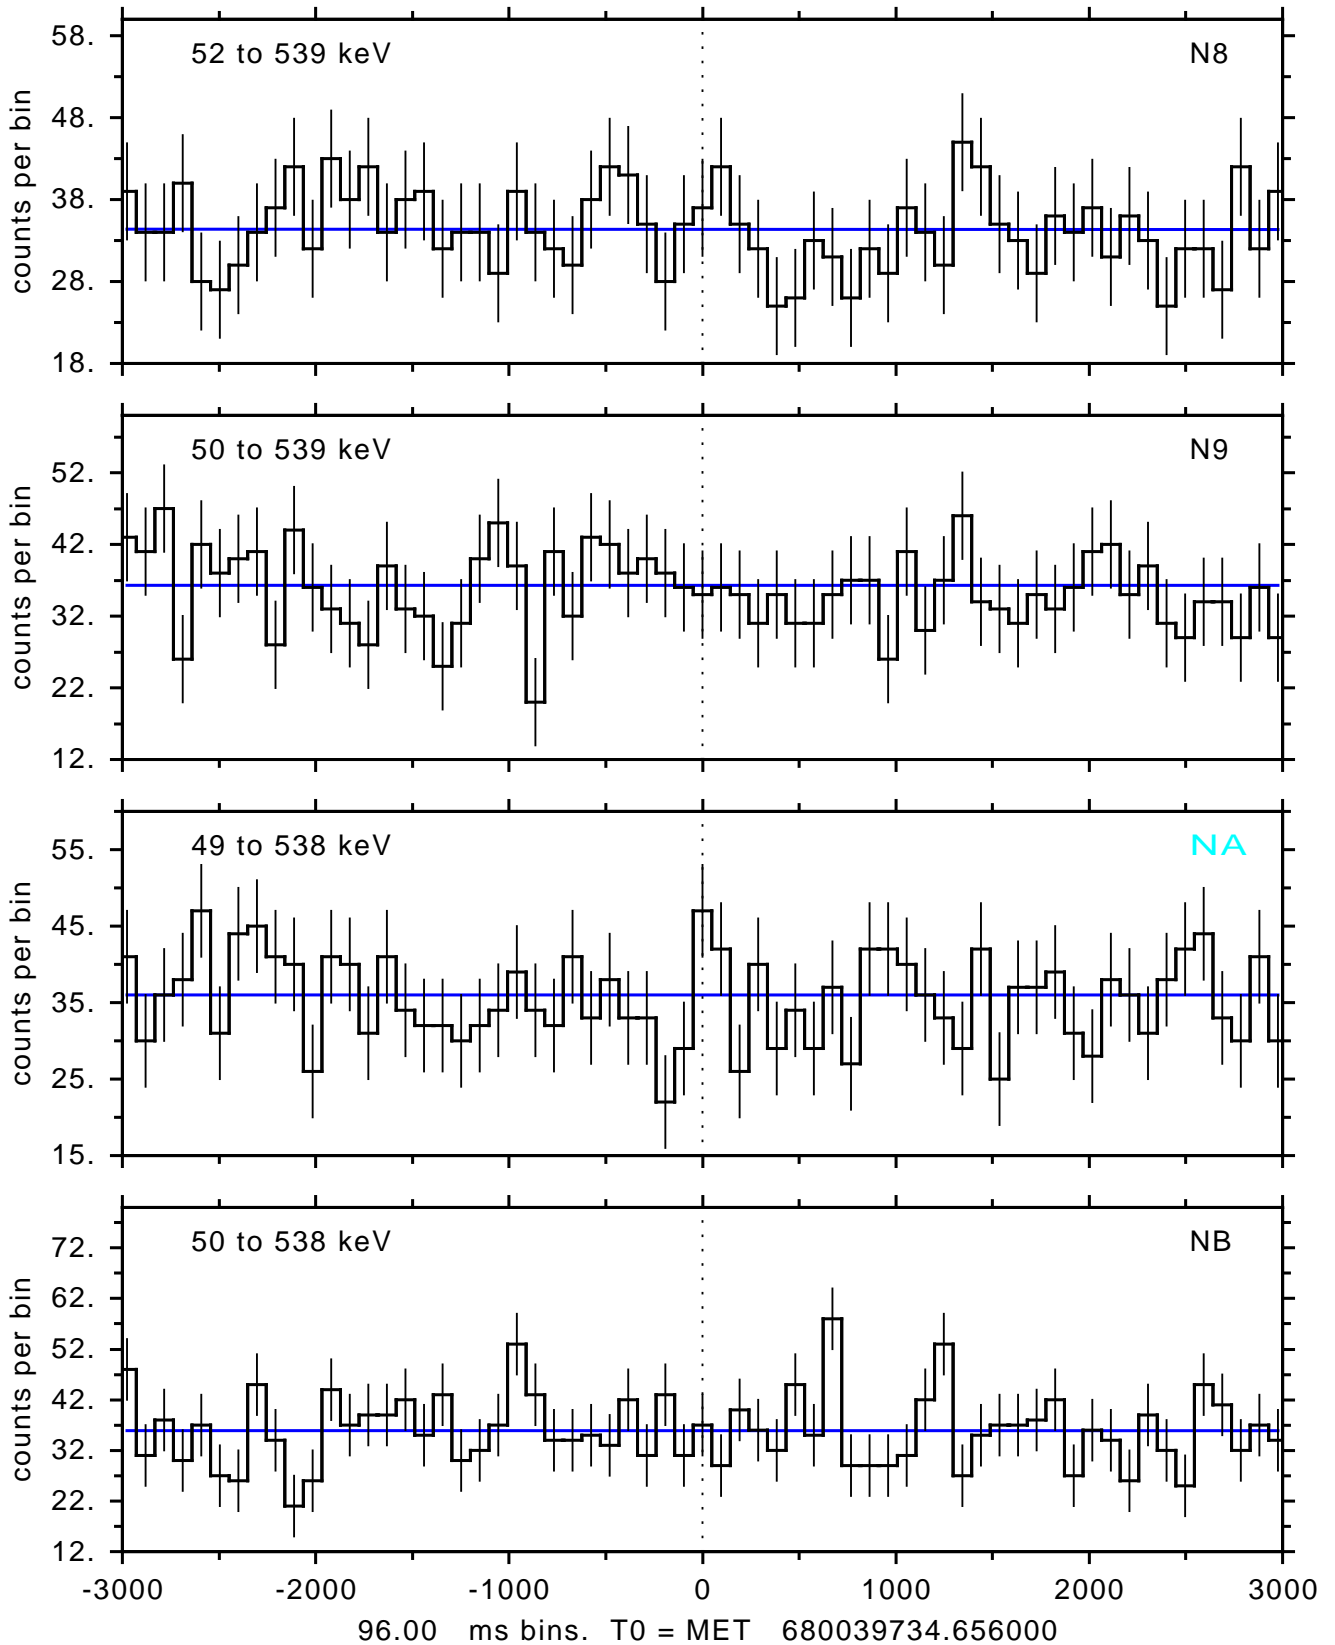 52 to 539 keV N8
58.
48.
38.
28.
18.
counts per bin
50 to 539 keV N9
52.
42.
32.
22.
12.
counts per bin
49 to 538 keV NA
55.
45.
35.
25.
15.
counts per bin
50 to 538 keV NB
72.
62.
52.
42.
32.
22.
12.
counts per bin
-3000 -2000 -1000 0 1000 2000 3000
96.00 ms bins. T0 = MET 680039734.656000